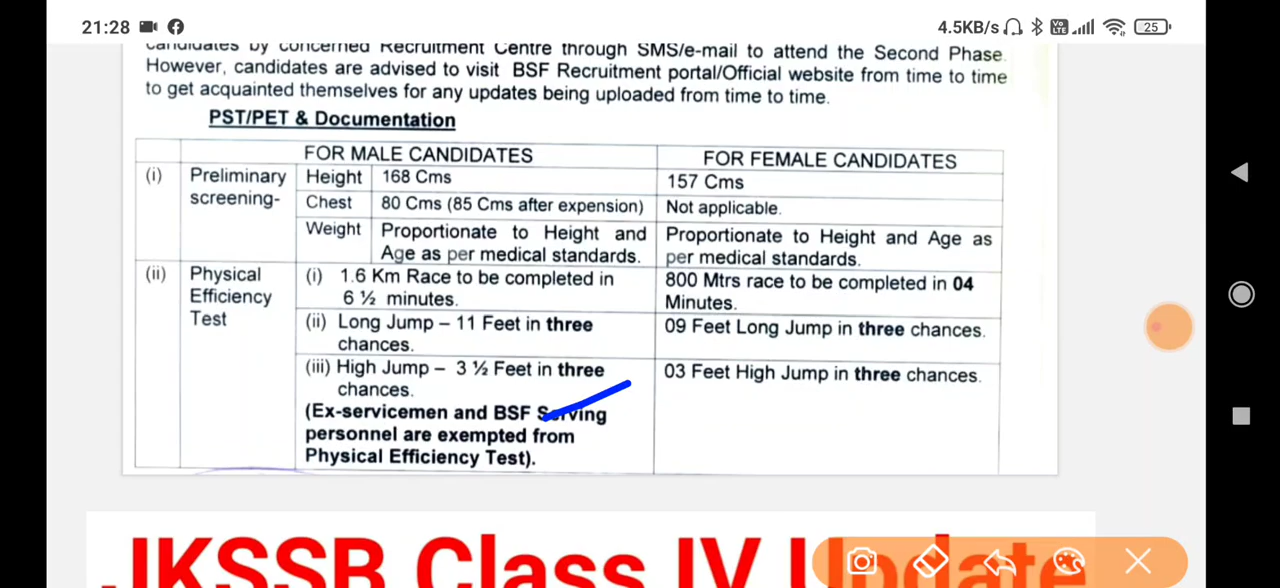 21:28
4.5KB/s
Vo
LTE
25
candidates by concerned Recruitment Centre through SMS/e-mail to attend the Second Phase.
However, candidates are advised to visit BSF Recruitment portal/Official website from time to time
to get acquainted themselves for any updates being uploaded from time to time.
PST/PET & Documentation
FOR MALE CANDIDATES
FOR FEMALE CANDIDATES
(i)
Preliminary
screening-
Height
168 Cms
157 Cms
Chest
80 Cms (85 Cms after expension)
Not applicable.
Weight
Proportionate to Height and
Age as per medical standards.
Proportionate to Height and Age as
per medical standards.
(ii)
Physical
Efficiency
Test
(i) 1.6 Km Race to be completed in
6 ½ minutes.
800 Mtrs race to be completed in 04
Minutes.
(ii) Long Jump – 11 Feet in three
chances.
09 Feet Long Jump in three chances.
(iii) High Jump – 3 ½ Feet in three
chances.
(Ex-servicemen and BSF Serving
personnel are exempted from
Physical Efficiency Test).
03 Feet High Jump in three chances.
JKSSB Class IV Update